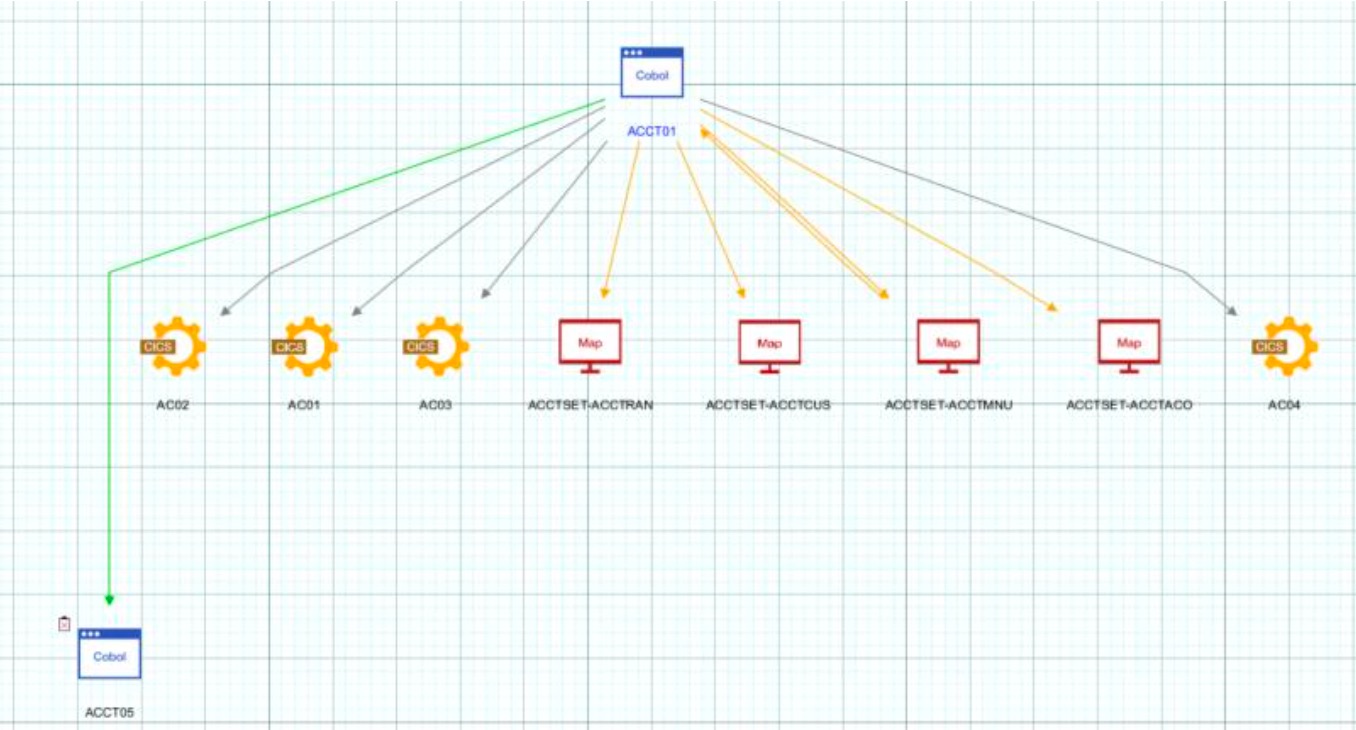 Cobol
ACCT01
CICS
CICS
CICS
Map
Map
Map
Map
CICS
AC02
AC01
AC03
ACCTSET-ACCTRAN
ACCTSET-ACCTCUS
ACCTSET-ACCTMNU
ACCTSET-ACCTACO
AC04
Cobol
ACCT05